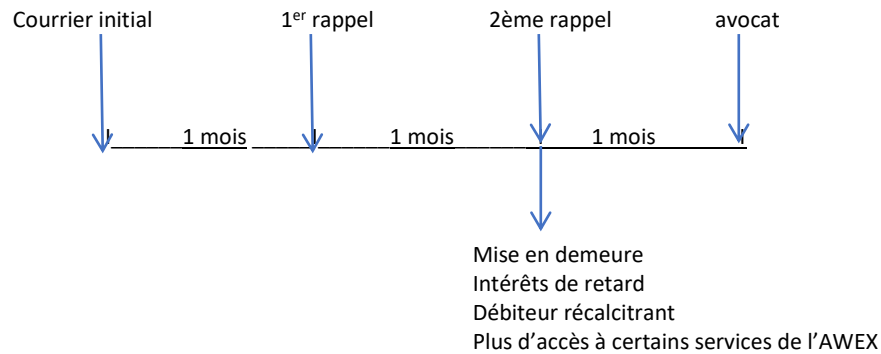 Courrier initial 1er rappel 2ème rappel avocat
1 mois 1 mois 1 mois
Mise en demeure
Intérêts de retard
Débiteur récalcitrant
Plus d’accès à certains services de l’AWEX